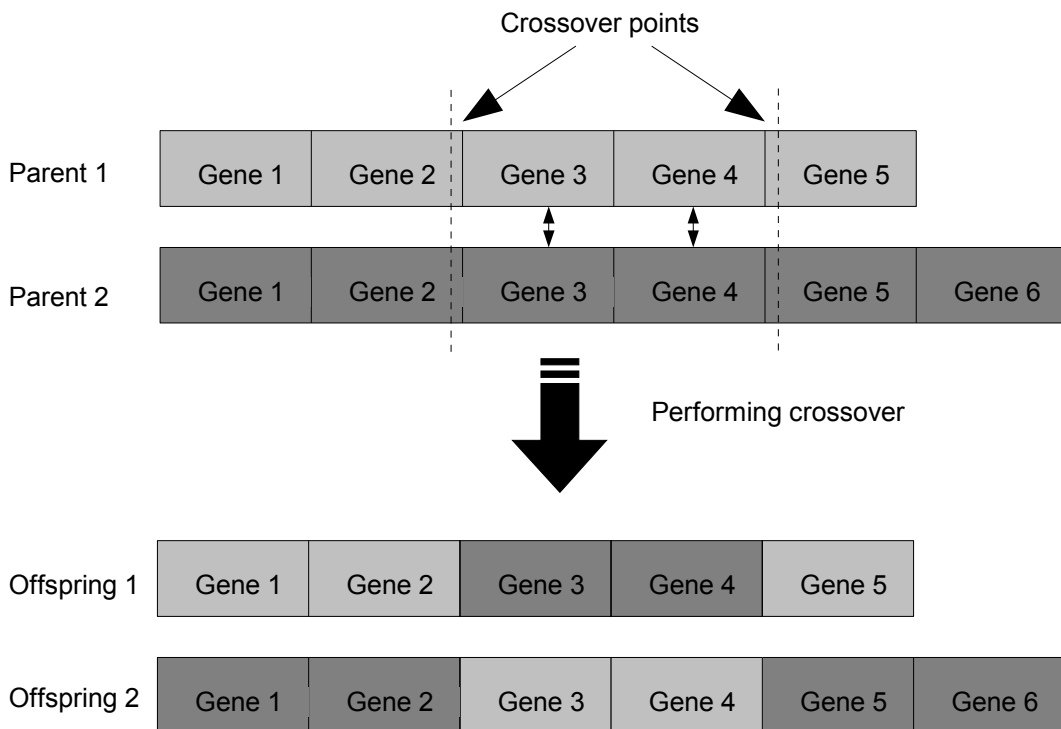 Crossover points
Parent 1 Gene 1 Gene 2 Gene 3 Gene 4 Gene 5
Parent 2 Gene 1 Gene 2 Gene 3 Gene 4 Gene 5 Gene 6
Performing crossover
Offspring 1 Gene 1 Gene 2 Gene 3 Gene 4 Gene 5
Offspring 2 Gene 1 Gene 2 Gene 3 Gene 4 Gene 5 Gene 6